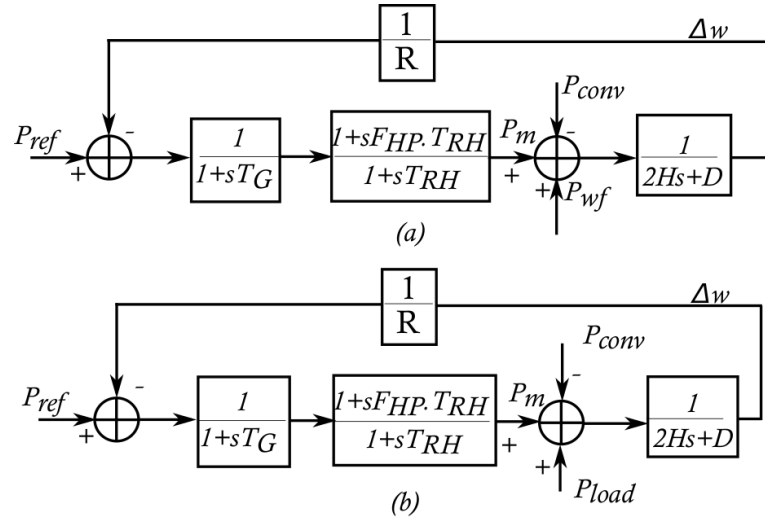 1
R
Δw
P_ref
+
-
1
1+sT_G
1+sF_HP.T_RH
1+sT_RH
P_m
+
P_conv
-
+
P_wf
1
2Hs+D
(a)
1
R
Δw
P_ref
+
-
1
1+sT_G
1+sF_HP.T_RH
1+sT_RH
P_m
+
P_conv
-
+
P_load
1
2Hs+D
(b)